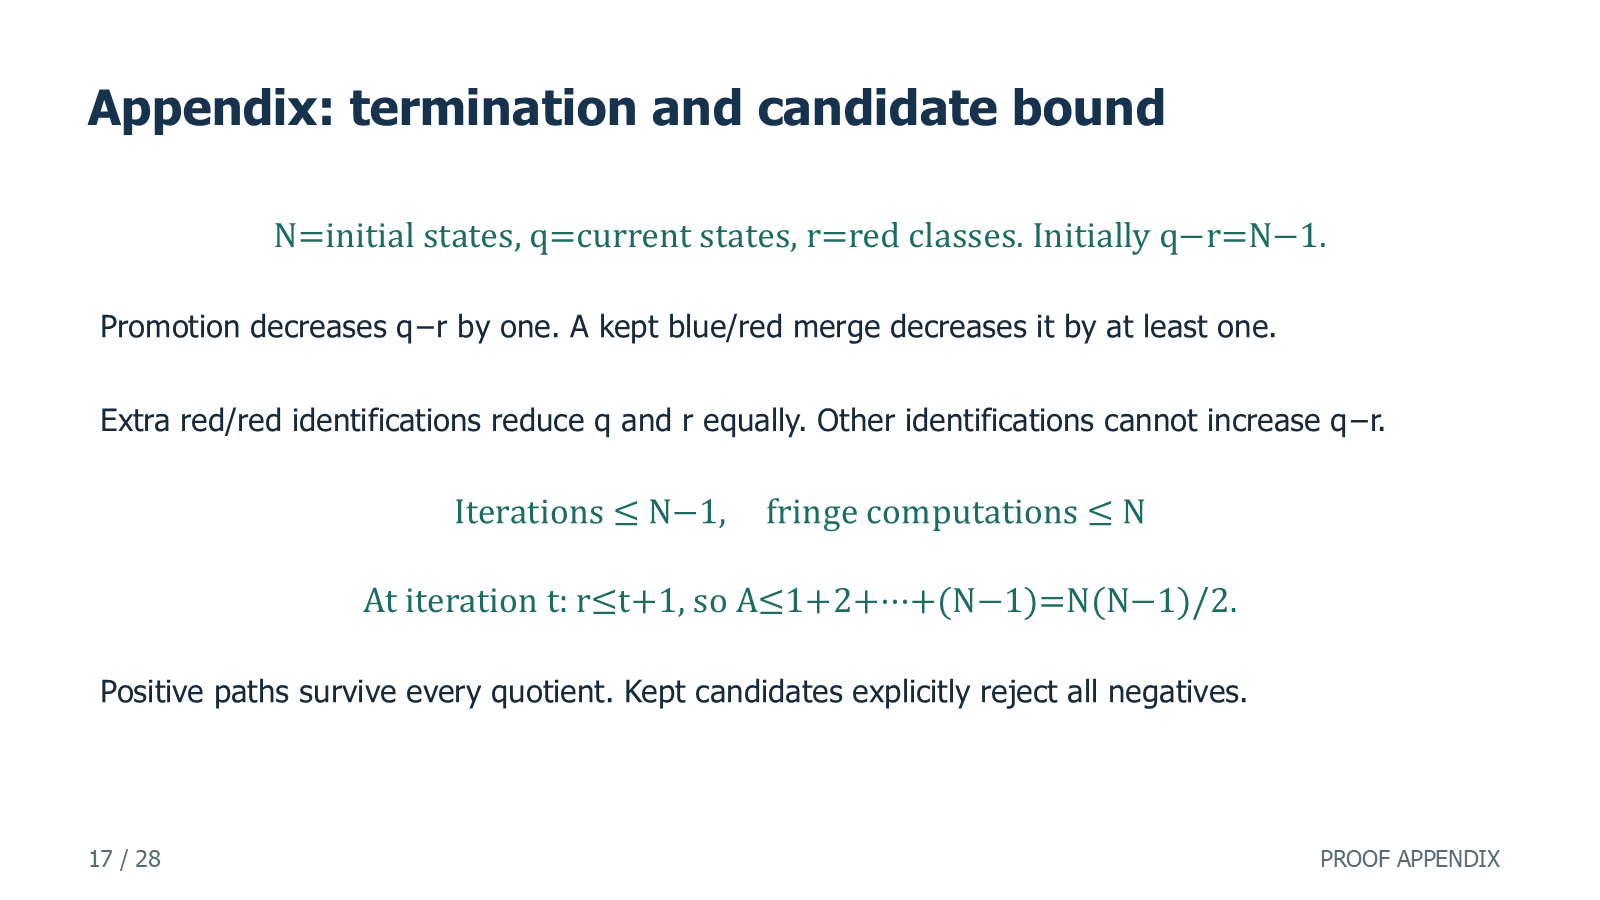 Appendix: termination and candidate bound
N=initial states, q=current states, r=red classes. Initially q−r=N−1.
Promotion decreases q−r by one. A kept blue/red merge decreases it by at least one.
Extra red/red identifications reduce q and r equally. Other identifications cannot increase q−r.
Iterations ≤ N−1, fringe computations ≤ N
At iteration t: r≤t+1, so A≤1+2+⋯+(N−1)=N(N−1)/2.
Positive paths survive every quotient. Kept candidates explicitly reject all negatives.
17 / 28
PROOF APPENDIX